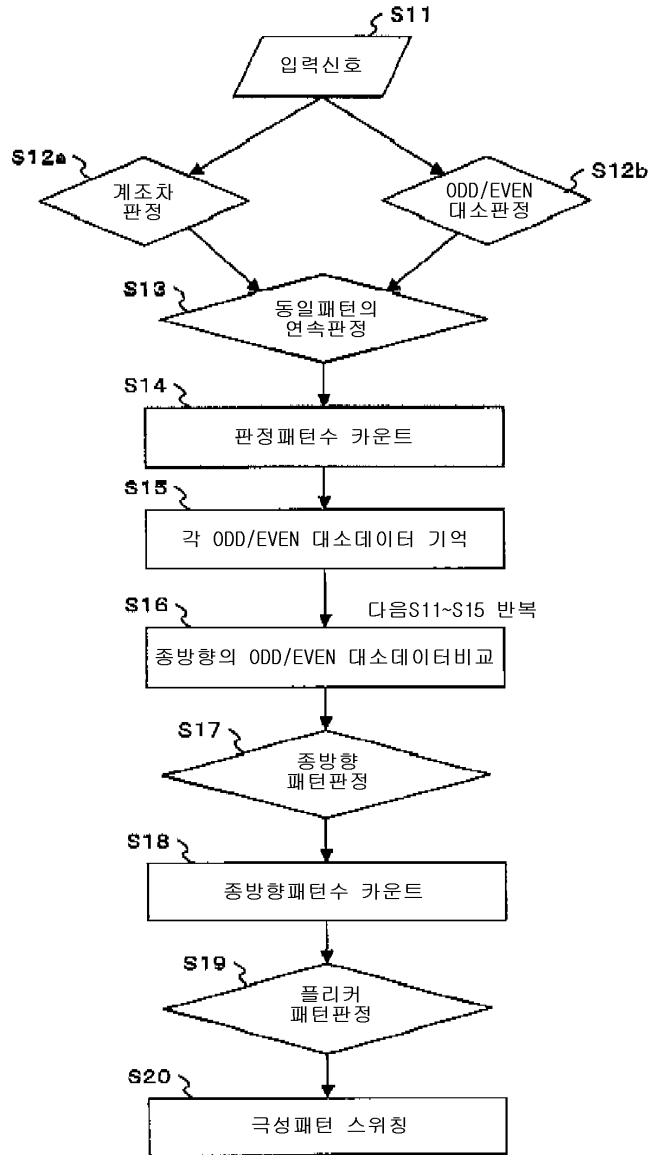 S11
입력신호
S12a
계조차
판정
S12b
ODD/EVEN
대소판정
S13
동일패턴의
연속판정
S14
판정패턴수 카운트
S15
각 ODD/EVEN 대소데이터 기억
다음S11~S15 반복
S16
종방향의 ODD/EVEN 대소데이터비교
S17
종방향
패턴판정
S18
종방향패턴수 카운트
S19
플리커
패턴판정
S20
극성패턴 스위칭